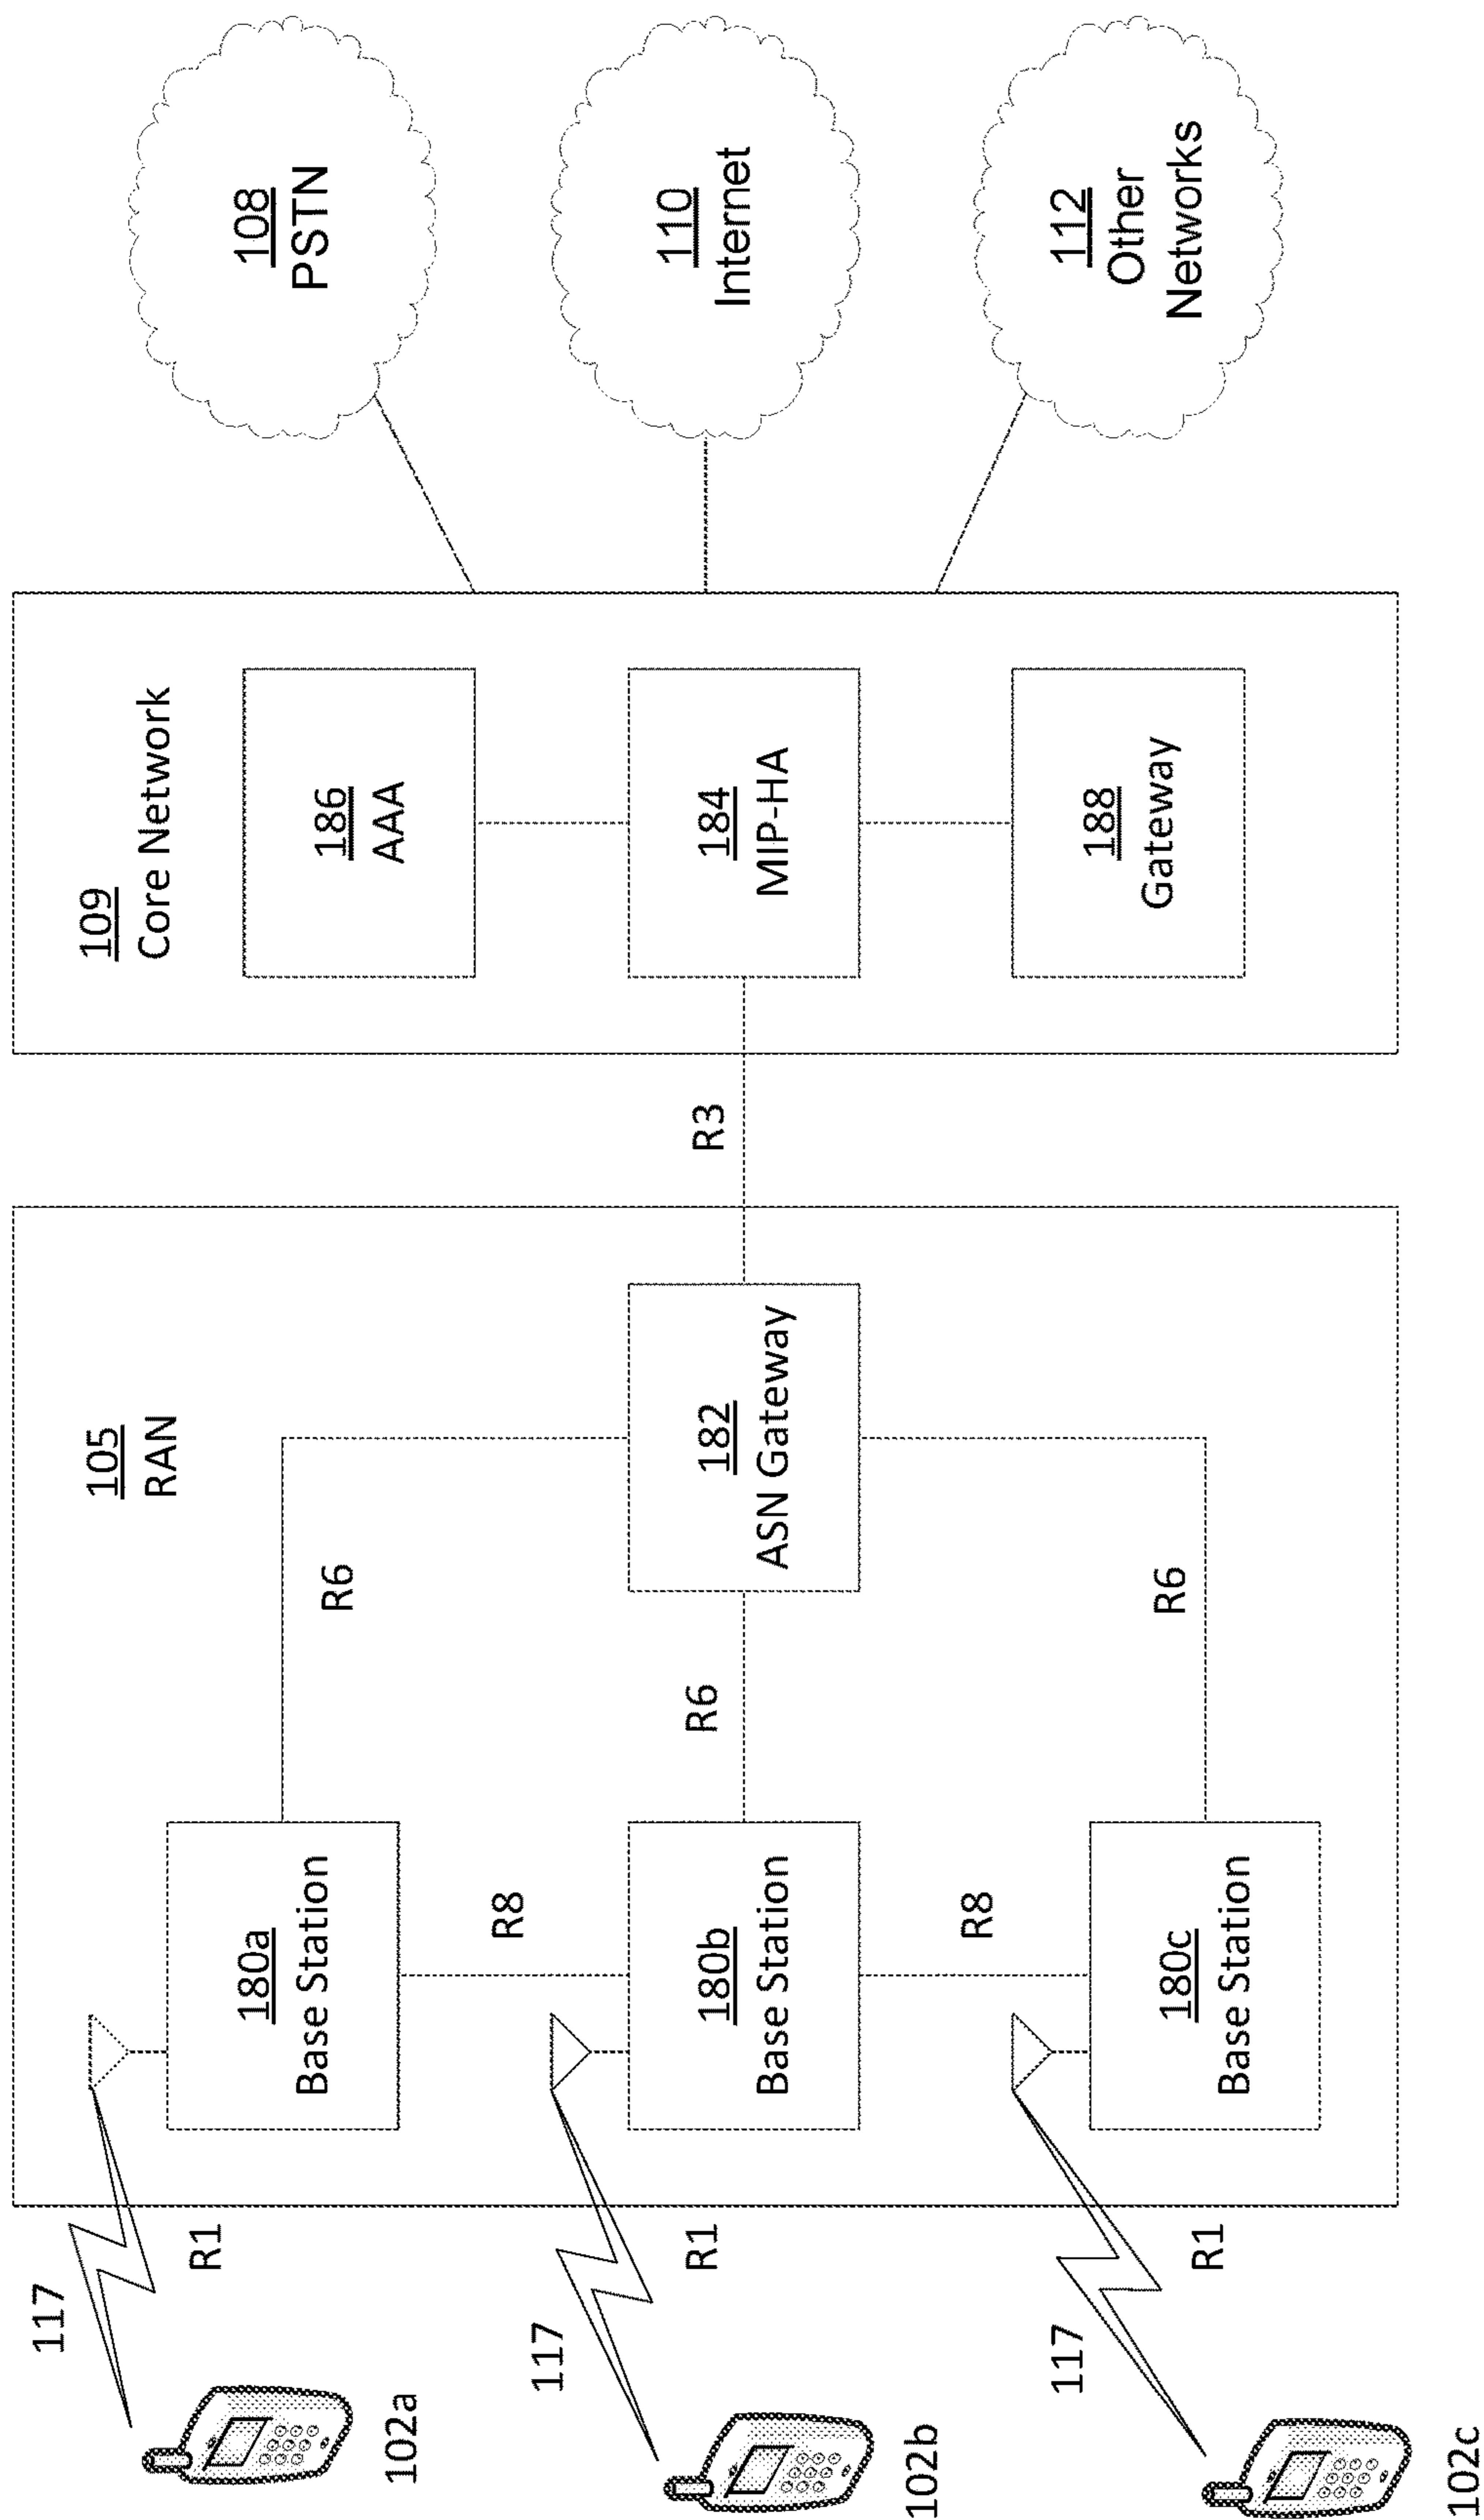 117
102a
R1
180a
Base Station
R8
117
102b
R1
180b
Base Station
R8
117
102c
R1
180c
Base Station
105
RAN
R6
R6
R6
182
ASN Gateway
R3
109
Core Network
186
AAA
184
MIP-HA
188
Gateway
108
PSTN
110
Internet
112
Other
Networks